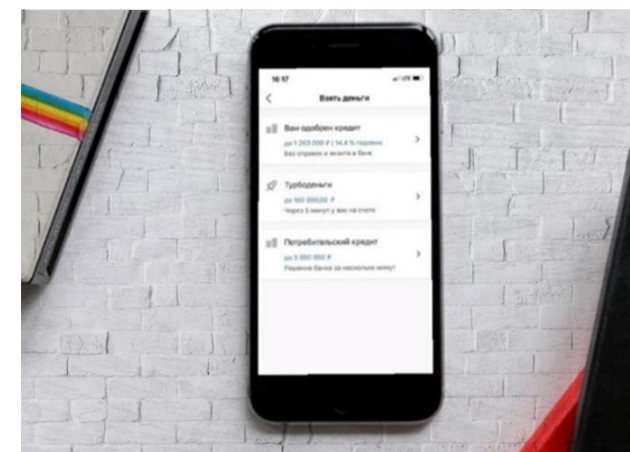 16:17
LTE
Взять деньги
Вам одобрен кредит
до 1 263 000 ₽ | 14.4 % годовых
Без справок и визита в банк
Турбоденьги
до 100 000,00 ₽
Через 5 минут у вас на счете
Потребительский кредит
до 3 000 000 ₽
Решение банка за несколько минут